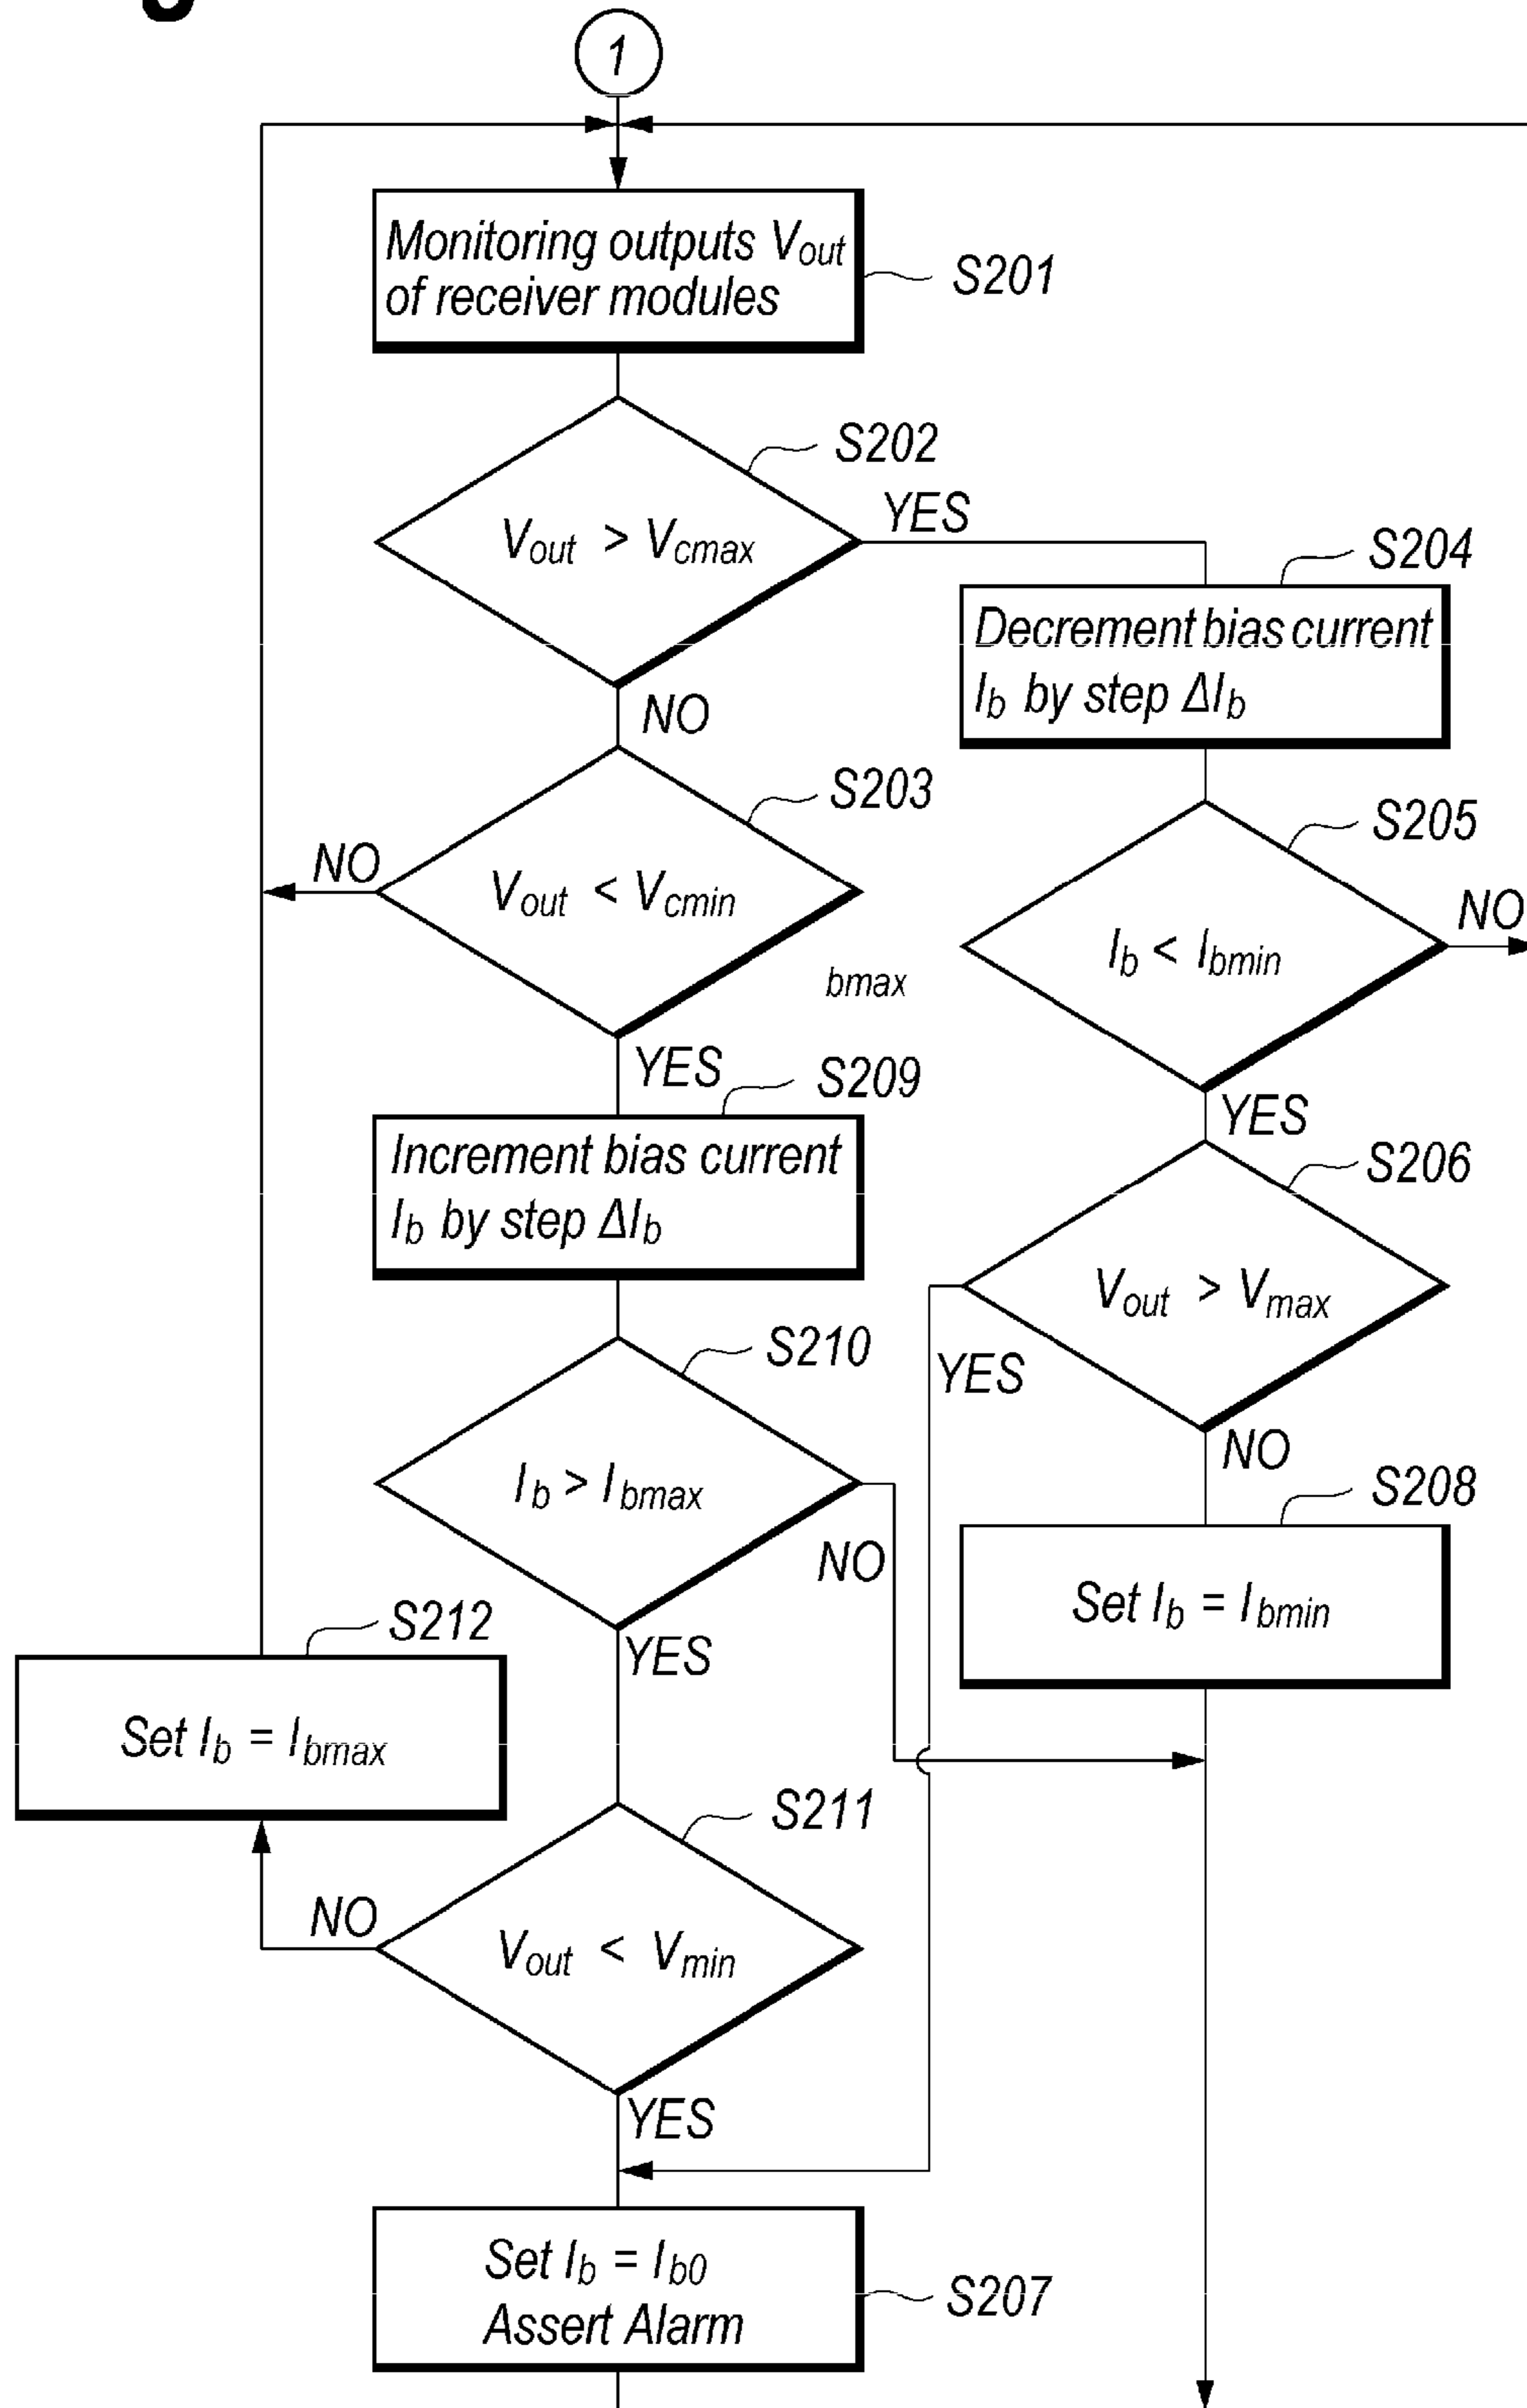 1
Monitoring outputs Vout
of receiver modules
S201
S202
Vout > Vcmax
YES
NO
S204
Decrement bias current
Ib by step ΔIb
S203
NO
Vout < Vcmin
bmax
YES
S205
Ib < Ibmin
NO
YES
S209
Increment bias current
Ib by step ΔIb
S206
Vout > Vmax
YES
NO
S210
Ib > Ibmax
NO
YES
S208
Set Ib = Ibmin
S212
Set Ib = Ibmax
S211
NO
Vout < Vmin
YES
Set Ib = Ib0
Assert Alarm
S207